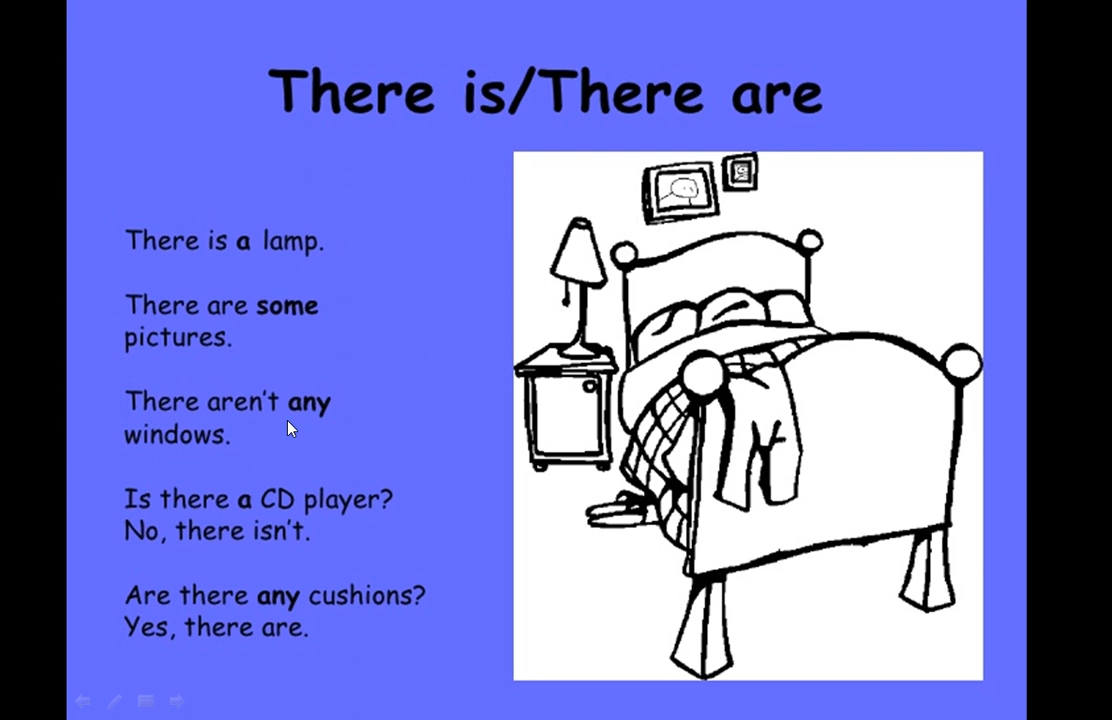 There is/There are
There is a lamp.
There are some
pictures.
There aren't any
windows.
Is there a CD player?
No, there isn't.
Are there any cushions?
Yes, there are.